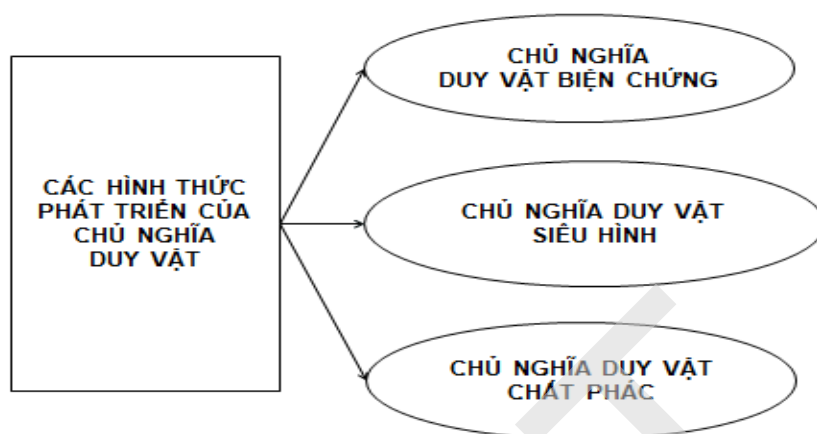 CÁC HÌNH THỨC
PHÁT TRIỂN CỦA
CHỦ NGHĨA
DUY VẬT
CHỦ NGHĨA
DUY VẬT BIỆN CHỨNG
CHỦ NGHĨA DUY VẬT
SIÊU HÌNH
CHỦ NGHĨA DUY VẬT
CHẤT PHÁC